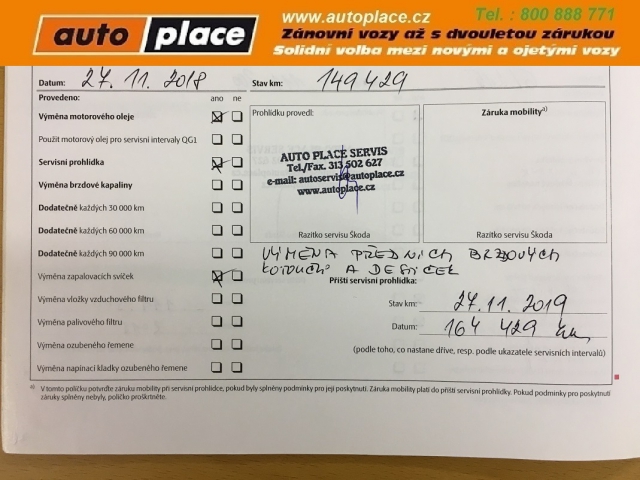 auto place
www.autoplace.cz Tel. : 800 888 771
Zánovní vozy až s dvouletou zárukou
Solidní volba mezi novými a ojetými vozy
Datum: 27. 11. 2018 Stav km: 149 429
Provedeno: ano ne
Výměna motorového oleje
Použit motorový olej pro servisní intervaly QG1
Servisní prohlídka
Výměna brzdové kapaliny
Dodatečně každých 30 000 km
Dodatečně každých 60 000 km
Dodatečně každých 90 000 km
Výměna zapalovacích svíček
Výměna vložky vzduchového filtru
Výměna palivového filtru
Výměna ozubeného řemene
Výměna napínací kladky ozubeného řemene
Prohlídku provedl:
AUTO PLACE SERVIS
Tel./Fax. 313 502 627
e-mail: autoservis@autoplace.cz
www.autoplace.cz
Razítko servisu Škoda
Záruka mobility a)
Razítko servisu Škoda
VÝMĚNA PŘEDNÍCH BRZDOVÝCH
KOTOUČŮ A DESIČEK
Příští servisní prohlídka:
Stav km: 27.11. 2019
Datum: 164 429 km
(podle toho, co nastane dříve, resp. podle ukazatele servisních intervalů)
a) V tomto políčku potvrďte záruku mobility při servisní prohlídce, pokud byly splněny podmínky pro její poskytnutí. Záruka mobility platí do příští servisní prohlídky. Pokud podmínky pro poskytnutí
záruky splněny nebyly, políčko proškrtněte.